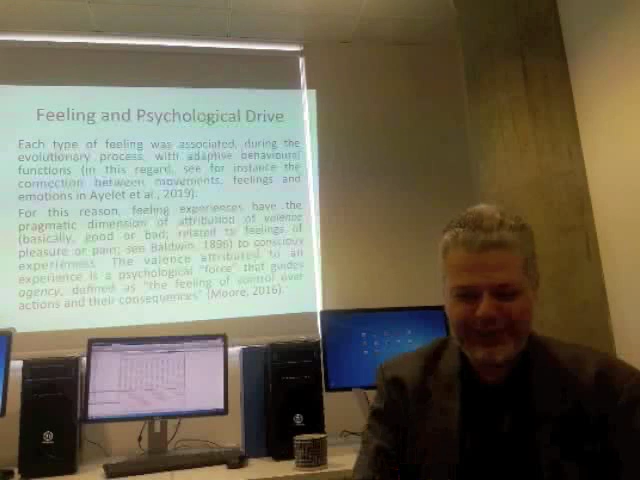 Feeling and Psychological Drive
Each type of feeling was associated, during the
evolutionary process, with adaptive behavioural
functions (in this regard, see for instance the
connection between movements, feelings and
emotions in Ayelet et al., 2019).
For this reason, feeling experiences have the
pragmatic dimension of attribution of valence
(basically, good or bad; related to feelings of
pleasure or pain; see Baldwin, 1896) to conscious
experiences. The valence attributed to an
experience is a psychological "force" that guides
agency, defined as "the feeling of control over
actions and their consequences" (Moore, 2016).